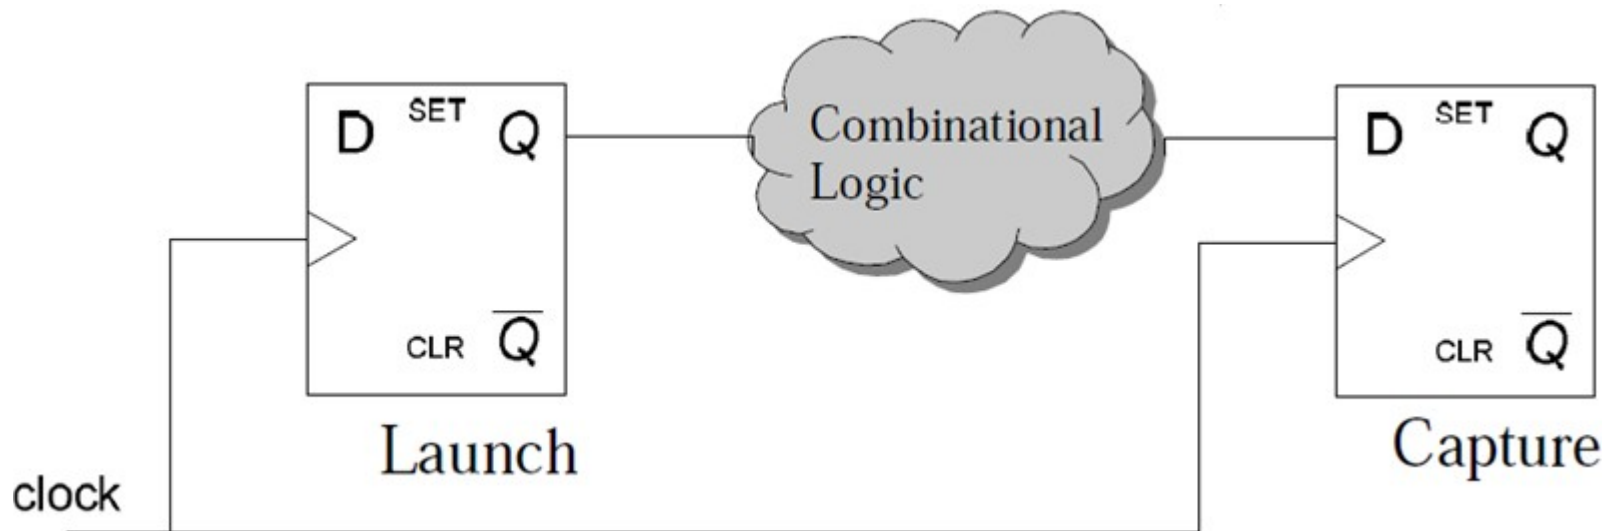 D SET Q
CLR Q̅
Launch
Combinational
Logic
D SET Q
CLR Q̅
Capture
clock